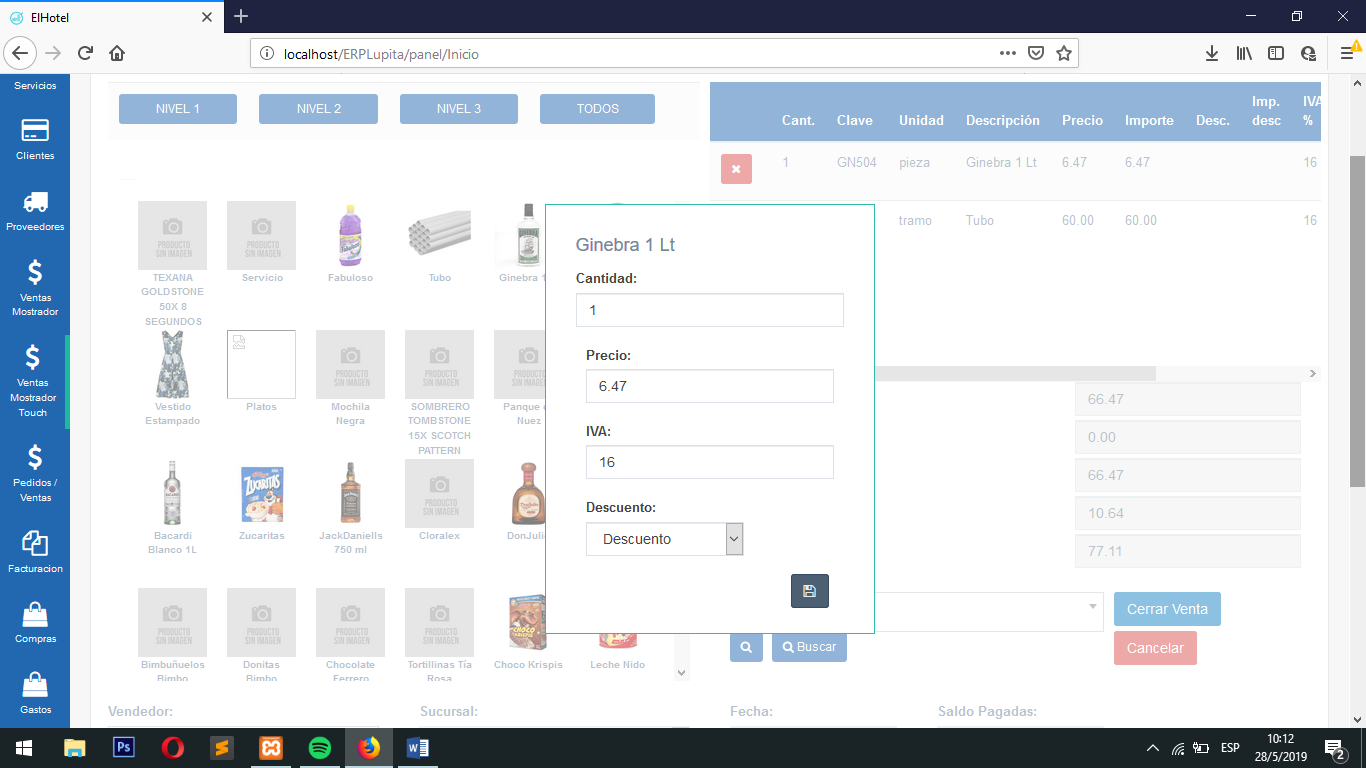 ElHotel
localhost/ERPLupita/panel/Inicio
Servicios
Clientes
Proveedores
Ventas
Mostrador
Ventas
Mostrador
Touch
Pedidos /
Ventas
Facturacion
Compras
Gastos
NIVEL 1 NIVEL 2 NIVEL 3 TODOS
PRODUCTO
SIN IMAGEN
PRODUCTO
SIN IMAGEN
TEXANA
GOLDSTONE
50X 8
SEGUNDOS
Servicio
Fabuloso
Tubo
Ginebra 1
Vestido
Estampado
Platos
PRODUCTO
SIN IMAGEN
Mochila
Negra
PRODUCTO
SIN IMAGEN
SOMBRERO
TOMBSTONE
15X SCOTCH
PATTERN
PRODUCTO
SIN IMAGEN
Panque
Nuez
BACARDI
Bacardi
Blanco 1L
ZUCARITAS
Zucaritas
JackDaniells
750 ml
PRODUCTO
SIN IMAGEN
Cloralex
DonJulio
PRODUCTO
SIN IMAGEN
Bimbuñuelos
Bimbo
PRODUCTO
SIN IMAGEN
Donitas
Bimbo
PRODUCTO
SIN IMAGEN
Chocolate
Ferrero
PRODUCTO
SIN IMAGEN
Tortillinas Tía
Rosa
CHOCO
KRISPIS
Choco Krispis
Leche Nido
Cant. Clave Unidad Descripción Precio Importe Desc. Imp.
desc IVA
%
1 GN504 pieza Ginebra 1 Lt 6.47 6.47 16
tramo Tubo 60.00 60.00 16
Ginebra 1 Lt
Cantidad:
1
Precio:
6.47
IVA:
16
Descuento:
Descuento
66.47
0.00
66.47
10.64
77.11
Cerrar Venta
Buscar
Cancelar
Vendedor: Sucursal: Fecha: Saldo Pagadas:
Ps
W
ESP
10:12
28/5/2019
2